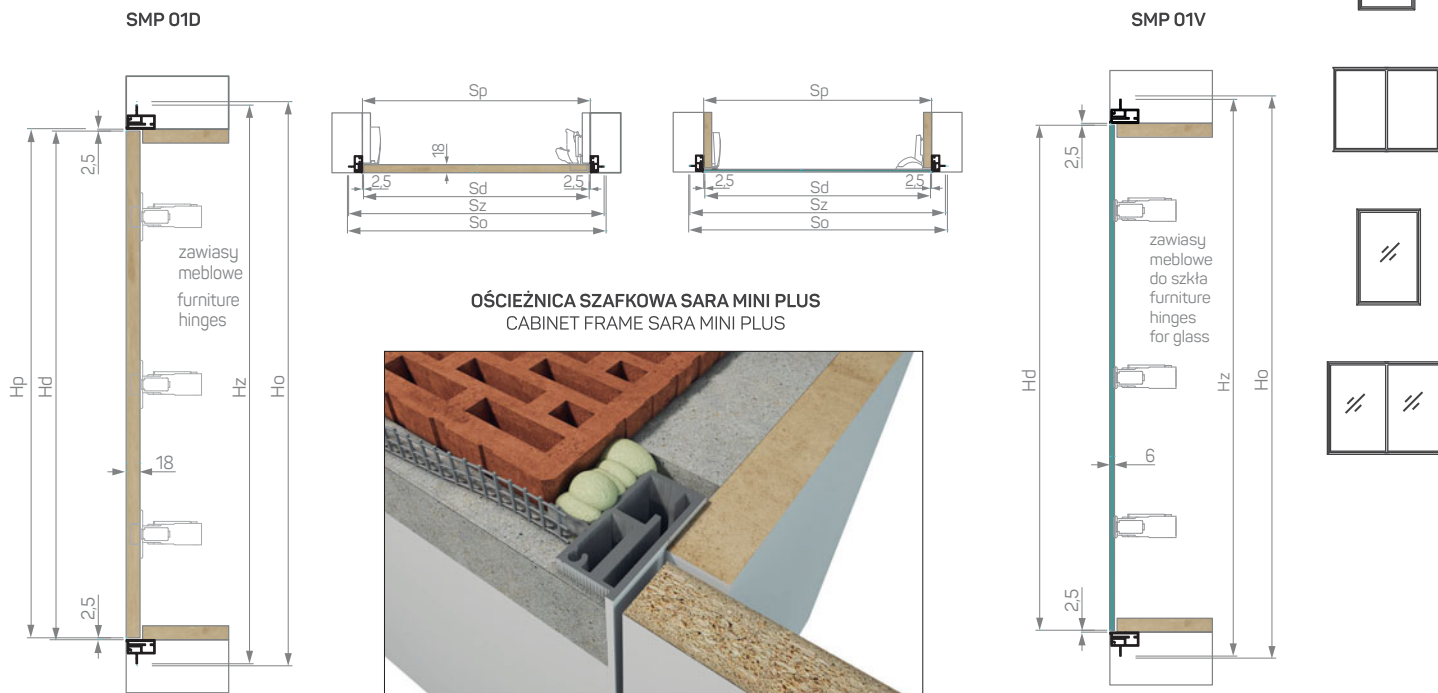 SMP 01D
SMP 01V
2,5
Hp
Hd
18
2,5
zawiasy
meblowe
furniture
hinges
Hz
Ho
Sp
18
2,5
2,5
Sd
Sz
So
Sp
2,5
2,5
Sd
Sz
So
OŚCIEŻNICA SZAFKOWA SARA MINI PLUS
CABINET FRAME SARA MINI PLUS
2,5
Hd
6
2,5
zawiasy
meblowe
do szkła
furniture
hinges
for glass
Hz
Ho